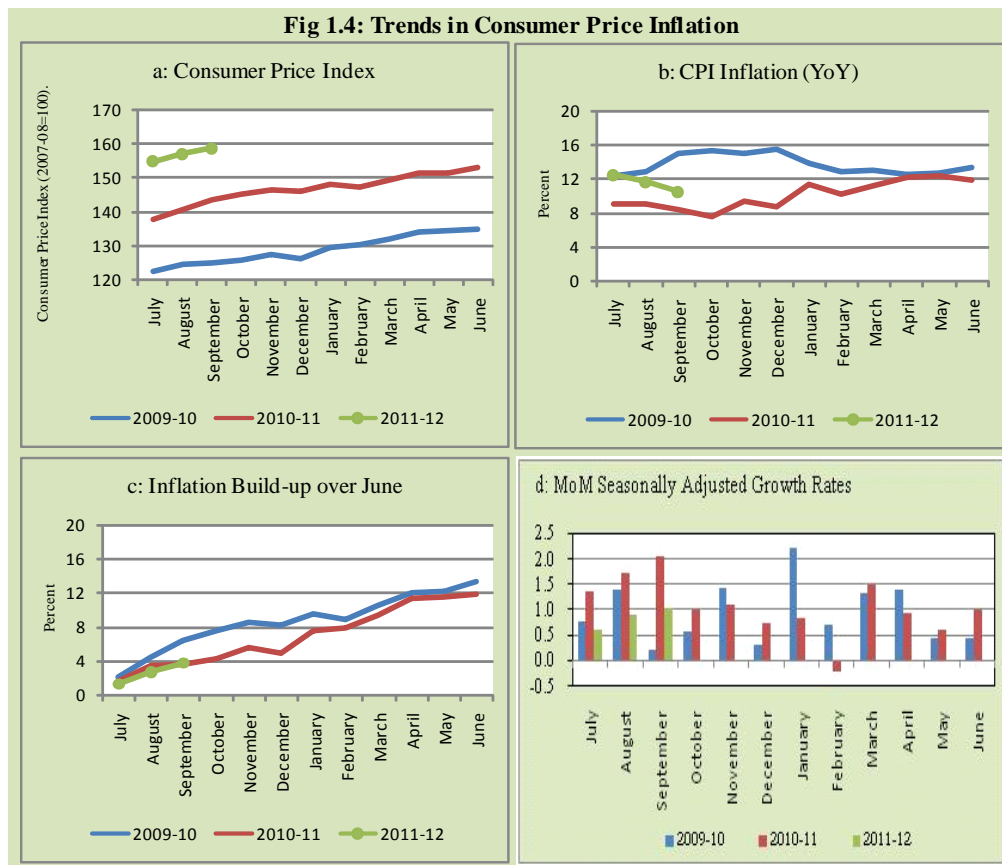 Fig 1.4: Trends in Consumer Price Inflation
a: Consumer Price Index
Consumer Price Index (2007-08=100).
170
160
150
140
130
120
July
August
September
October
November
December
January
February
March
April
May
June
2009-10 2010-11 2011-12
b: CPI Inflation (YoY)
Percent
20
16
12
8
4
0
July
August
September
October
November
December
January
February
March
April
May
June
2009-10 2010-11 2011-12
c: Inflation Build-up over June
Percent
20
16
12
8
4
0
July
August
September
October
November
December
January
February
March
April
May
June
2009-10 2010-11 2011-12
d: MoM Seasonally Adjusted Growth Rates
2.5
2.0
1.5
1.0
0.5
0.0
-0.5
July
August
September
October
November
December
January
February
March
April
May
June
2009-10 2010-11 2011-12